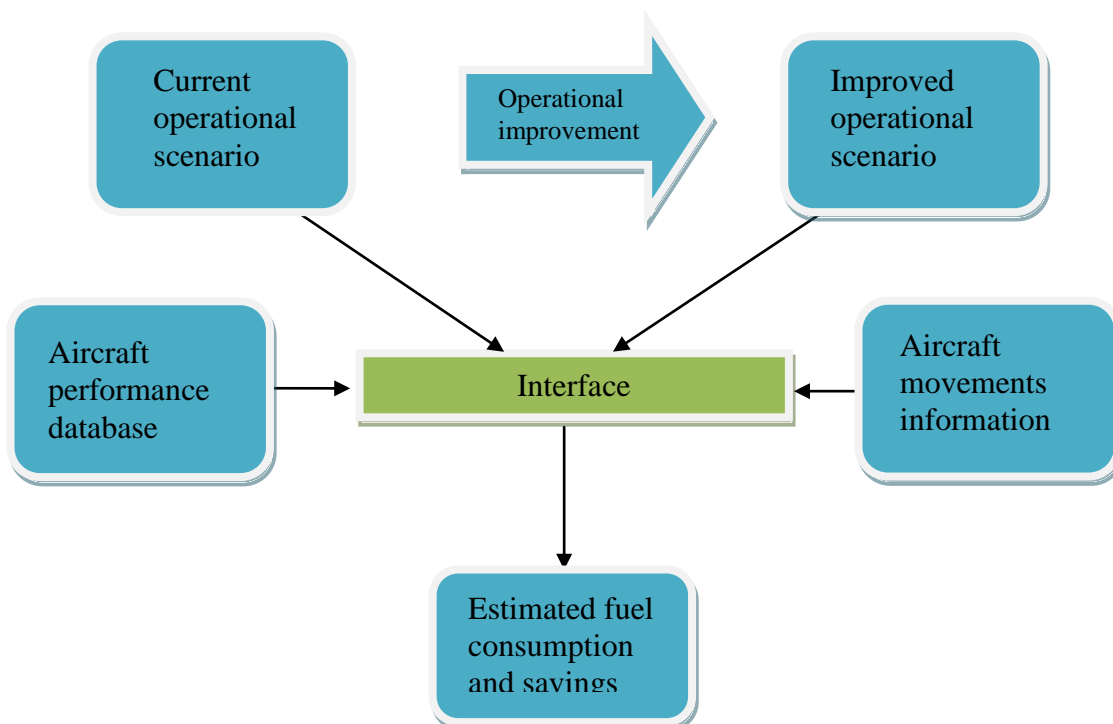 Current
operational
scenario
Operational
improvement
Improved
operational
scenario
Aircraft
performance
database
Interface
Aircraft
movements
information
Estimated fuel
consumption
and savings